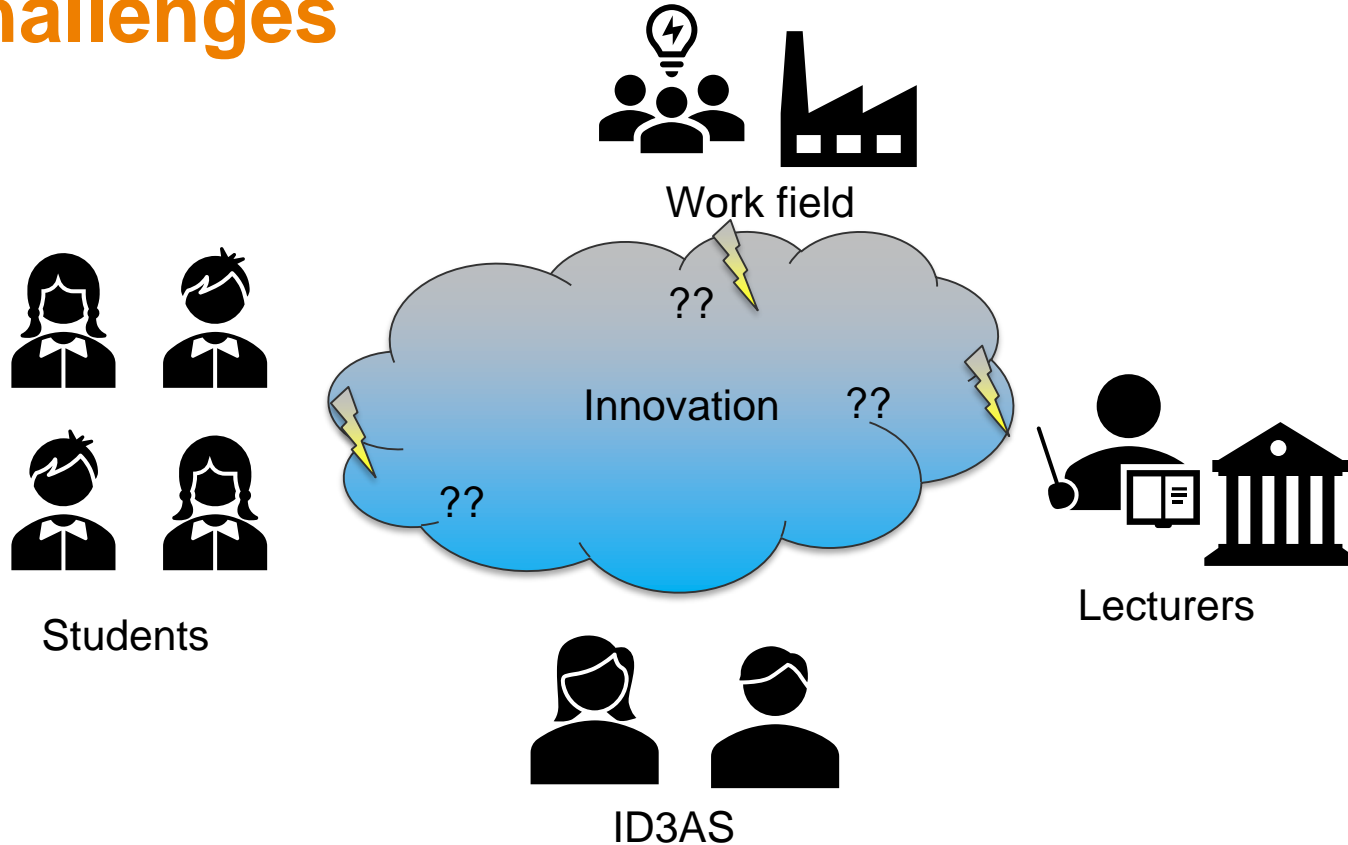 hallenges
Work field
??
Innovation ??
??
Students
Lecturers
ID3AS